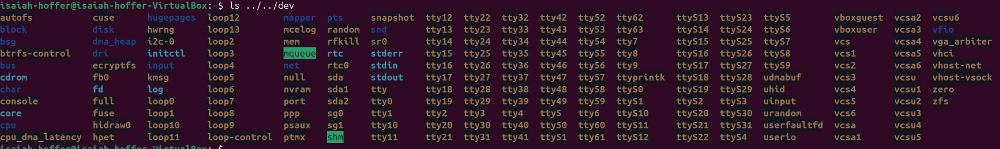 isaiah-hoffer@isaiah-hoffer-VirtualBox:~$ ls ../../dev
autofs cuse hugepages loop12 mapper pts snapshot tty12 tty22 tty32 tty42 tty52 tty62 ttyS13 ttyS23 ttyS5 vboxguest vcsa2 vcsu6
block disk hwrng loop13 mcelog random snd tty13 tty23 tty33 tty43 tty53 tty63 ttyS14 ttyS24 ttyS6 vboxuser vcsa3 vfio
bsg dma_heap i2c-0 loop2 mem rfkill sr0 tty14 tty24 tty34 tty44 tty54 tty7 ttyS15 ttyS25 ttyS7 vcs vcsa4 vga_arbiter
btrfs-control dri initctl loop3 mqueue rtc stderr tty15 tty25 tty35 tty45 tty55 tty8 ttyS16 ttyS26 ttyS8 vcs1 vcsa5 vhci
bus ecryptfs input loop4 net rtc0 stdin tty16 tty26 tty36 tty46 tty56 tty9 ttyS17 ttyS27 ttyS9 vcs2 vcsa6 vhost-net
cdrom fb0 kmsg loop5 null sda stdout tty17 tty27 tty37 tty47 tty57 ttyprintk ttyS18 ttyS28 udmabuf vcs3 vcsu vhost-vsock
char fd log loop6 nvram sda1 tty tty18 tty28 tty38 tty48 tty58 ttyS0 ttyS19 ttyS29 uhid vcs4 vcsu1 zero
console full loop0 loop7 port sda2 tty0 tty19 tty29 tty39 tty49 tty59 ttyS1 ttyS2 ttyS3 uinput vcs5 vcsu2 zfs
core fuse loop1 loop8 ppp sg0 tty1 tty2 tty3 tty4 tty5 tty6 ttyS10 ttyS20 ttyS30 urandom vcs6 vcsu3
cpu hidraw0 loop10 loop9 psaux sg1 tty10 tty20 tty30 tty40 tty50 tty60 ttyS11 ttyS21 ttyS31 userfaultfd vcsa vcsu4
cpu_dma_latency hpet loop11 loop-control ptmx shm tty11 tty21 tty31 tty41 tty51 tty61 ttyS12 ttyS22 ttyS4 userio vcsa1 vcsu5
isaiah-hoffer@isaiah-hoffer-VirtualBox:~$